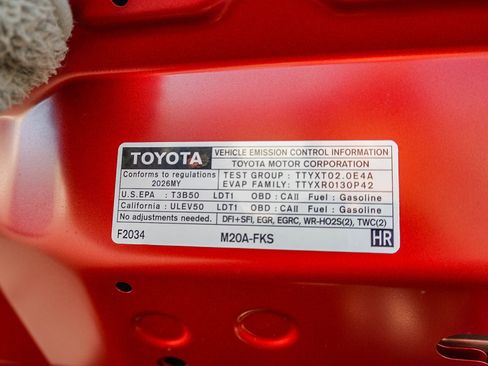 TOYOTA
VEHICLE EMISSION CONTROL INFORMATION
TOYOTA MOTOR CORPORATION
Conforms to regulations
2026MY
TEST GROUP : TTYXT02.0E4A
EVAP FAMILY: TTYXR0130P42
U.S.EPA : T3B50 LDT1 OBD : CAⅡ Fuel : Gasoline
California : ULEV50 LDT1 OBD : CAⅡ Fuel : Gasoline
No adjustments needed. DFI+SFI, EGR, EGRC, WR-HO2S(2), TWC(2)
F2034 M20A-FKS HR